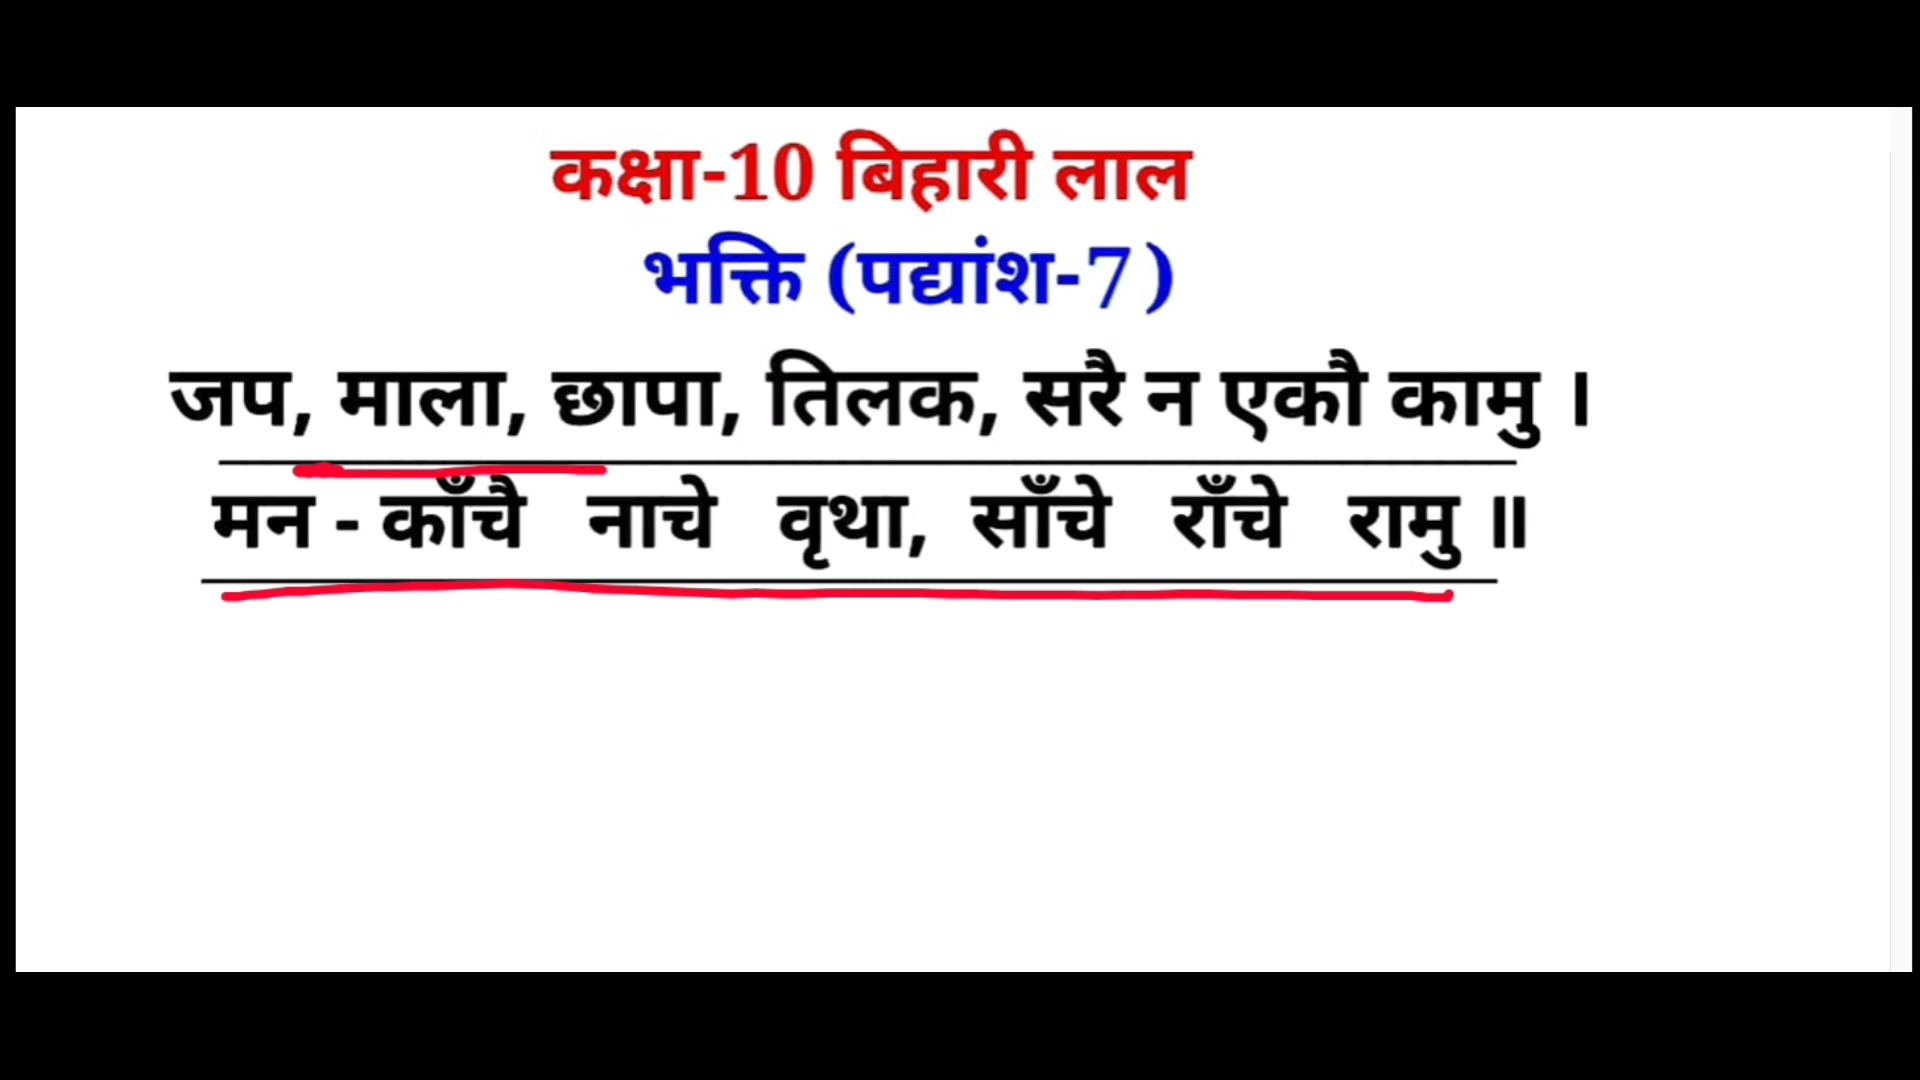 कक्षा-10 बिहारी लाल
भक्ति (पद्यांश-7)
जप, माला, छापा, तिलक, सरै न एकौ कामु ।
मन - काँचै नाचे वृथा, साँचे राँचे रामु ॥